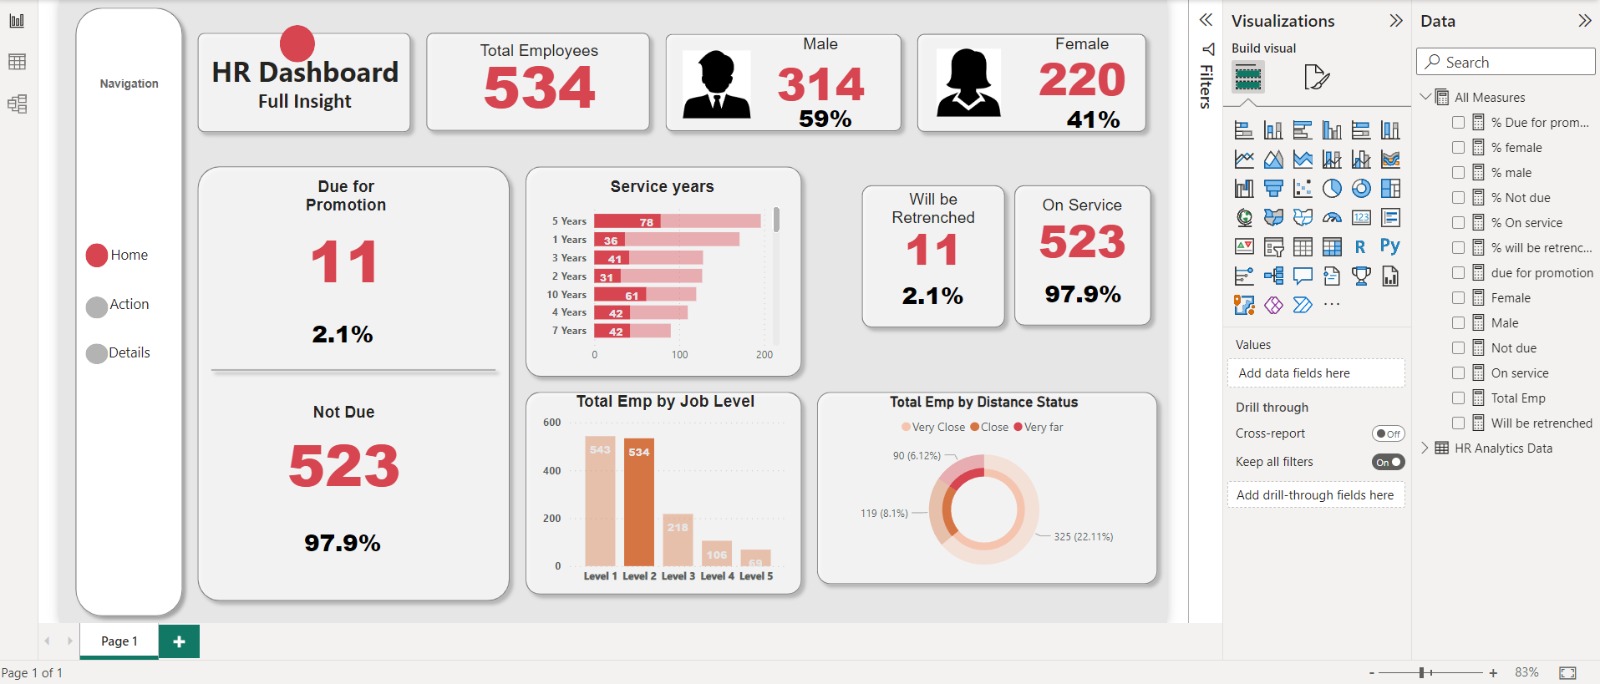 Navigation
Home
Action
Details
HR Dashboard
Full Insight
Total Employees
534
Male
314
59%
Female
220
41%
Due for
Promotion
11
2.1%
Not Due
523
97.9%
Service years
5 Years 78
1 Years 36
3 Years 41
2 Years 31
10 Years 61
4 Years 42
7 Years 42
0 100 200
Will be
Retrenched
11
2.1%
On Service
523
97.9%
Total Emp by Job Level
600
400
200
0
543 534 218 106 69
Level 1 Level 2 Level 3 Level 4 Level 5
Total Emp by Distance Status
Very Close Close Very far
90 (6.12%)
119 (8.1%)
325 (22.11%)
Page 1
+
Page 1 of 1
- + 83%
Filters
Visualizations
Build visual
123
R Py
...
Values
Add data fields here
Drill through
Cross-report Off
Keep all filters On
Add drill-through fields here
Data
Search
All Measures
% Due for prom...
% female
% male
% Not due
% On service
% will be retrenc...
due for promotion
Female
Male
Not due
On service
Total Emp
Will be retrenched
HR Analytics Data